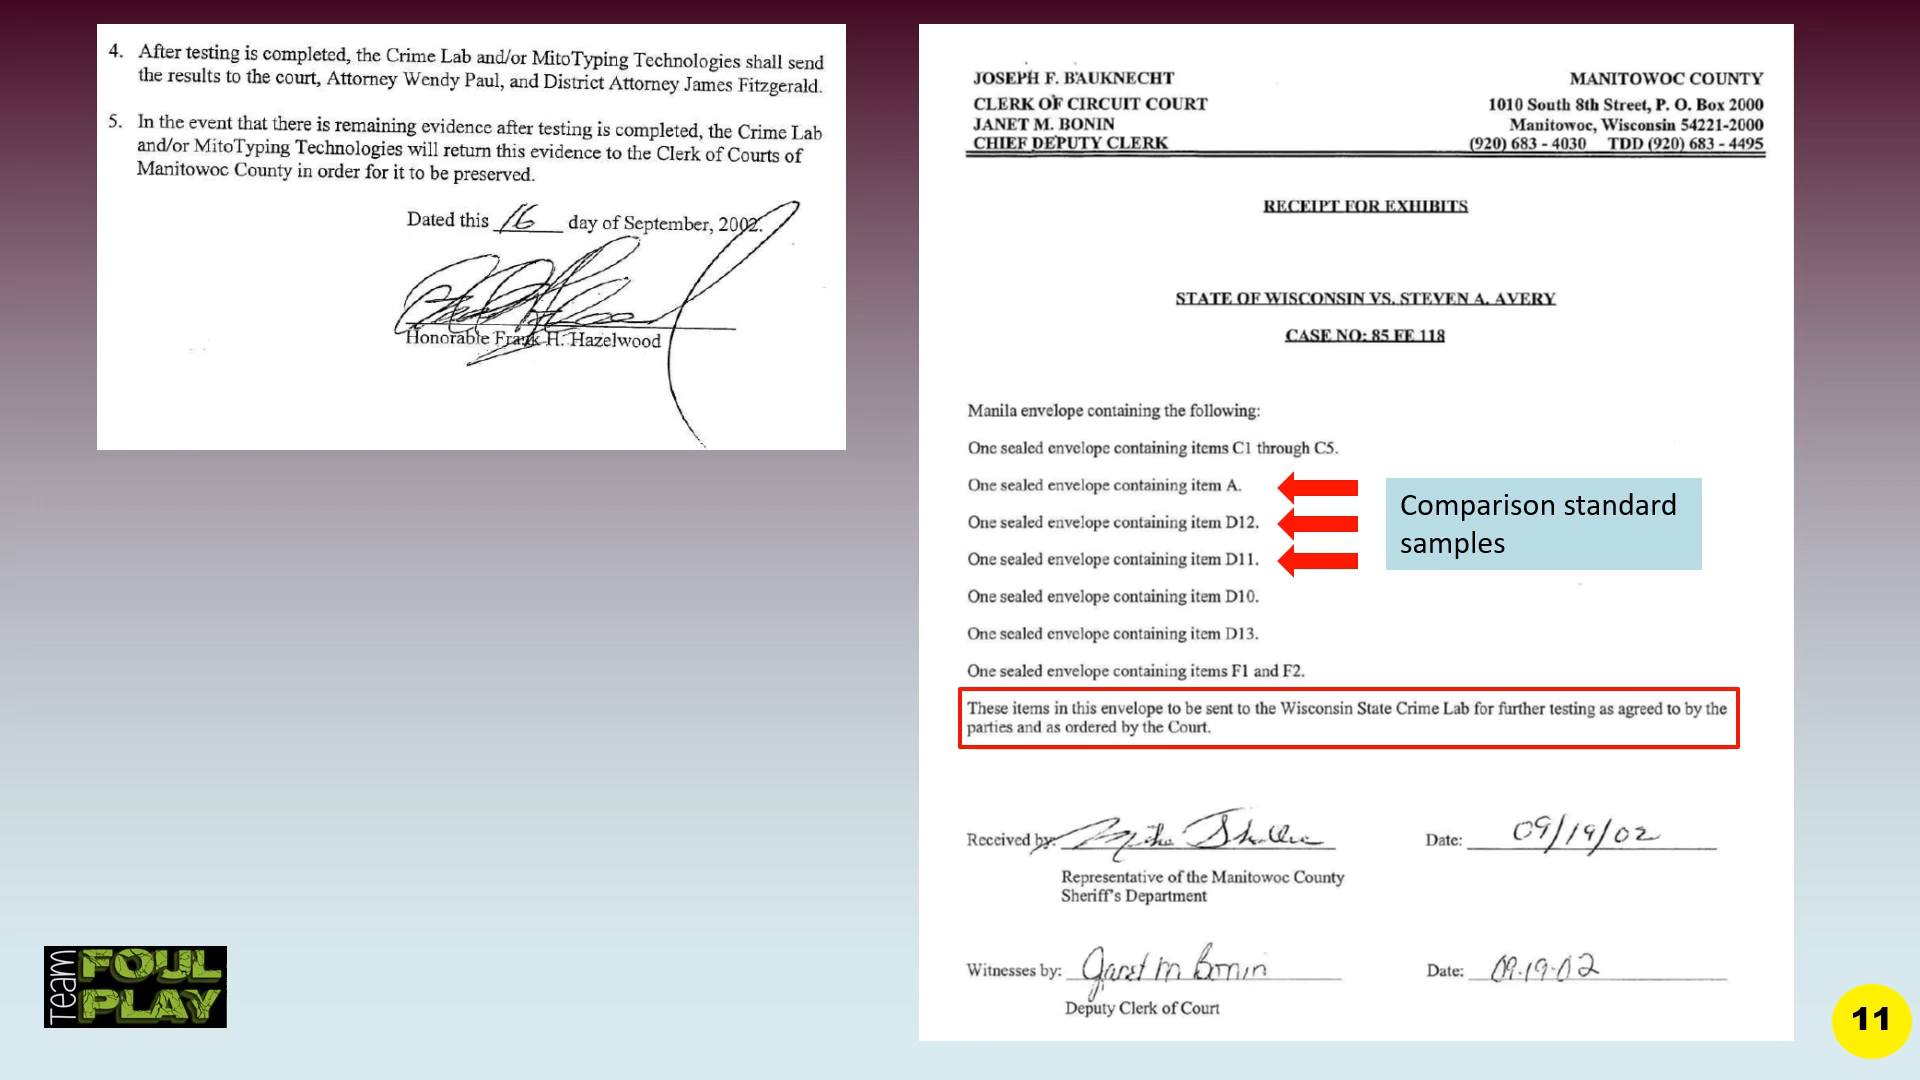 4. After testing is completed, the Crime Lab and/or MitoTyping Technologies shall send
the results to the court, Attorney Wendy Paul, and District Attorney James Fitzgerald.
5. In the event that there is remaining evidence after testing is completed, the Crime Lab
and/or MitoTyping Technologies will return this evidence to the Clerk of Courts of
Manitowoc County in order for it to be preserved.
Dated this 16 day of September, 2002.
Honorable Frank H. Hazelwood
JOSEPH F. BAUKNECHT
CLERK OF CIRCUIT COURT
JANET M. BONIN
CHIEF DEPUTY CLERK
MANITOWOC COUNTY
1010 South 8th Street, P. O. Box 2000
Manitowoc, Wisconsin 54221-2000
(920) 683 - 4030 TDD (920) 683 - 4495
RECEIPT FOR EXHIBITS
STATE OF WISCONSIN VS. STEVEN A. AVERY
CASE NO: 85 FE 118
Manila envelope containing the following:
One sealed envelope containing items C1 through C5.
One sealed envelope containing item A.
One sealed envelope containing item D12.
One sealed envelope containing item D11.
Comparison standard
samples
One sealed envelope containing item D10.
One sealed envelope containing item D13.
One sealed envelope containing items F1 and F2.
These items in this envelope to be sent to the Wisconsin State Crime Lab for further testing as agreed to by the
parties and as ordered by the Court.
Received by: Date: 09/19/02
Representative of the Manitowoc County
Sheriff's Department
Witnesses by: Janet M Bonin Date: 09-19-02
Deputy Clerk of Court
Team FOUL
PLAY
11